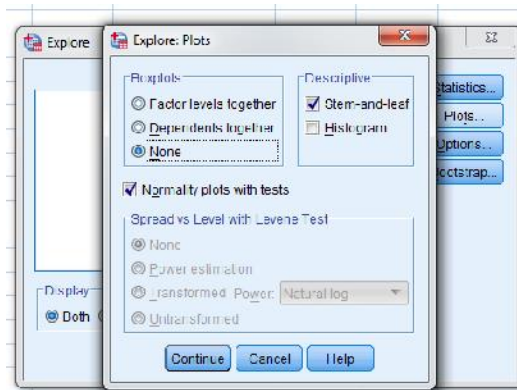 Explore
Explore: Plots
Boxplots
Factor levels together
Dependents together
None
Descriptive
Stem-and-leaf
Histogram
Normality plots with tests
Spread vs Level with Levene Test
None
Power estimation
Transformed Power: Natural log
Untransformed
Continue Cancel Help
Statistics...
Plots...
Options...
Bootstrap...
Display
Both